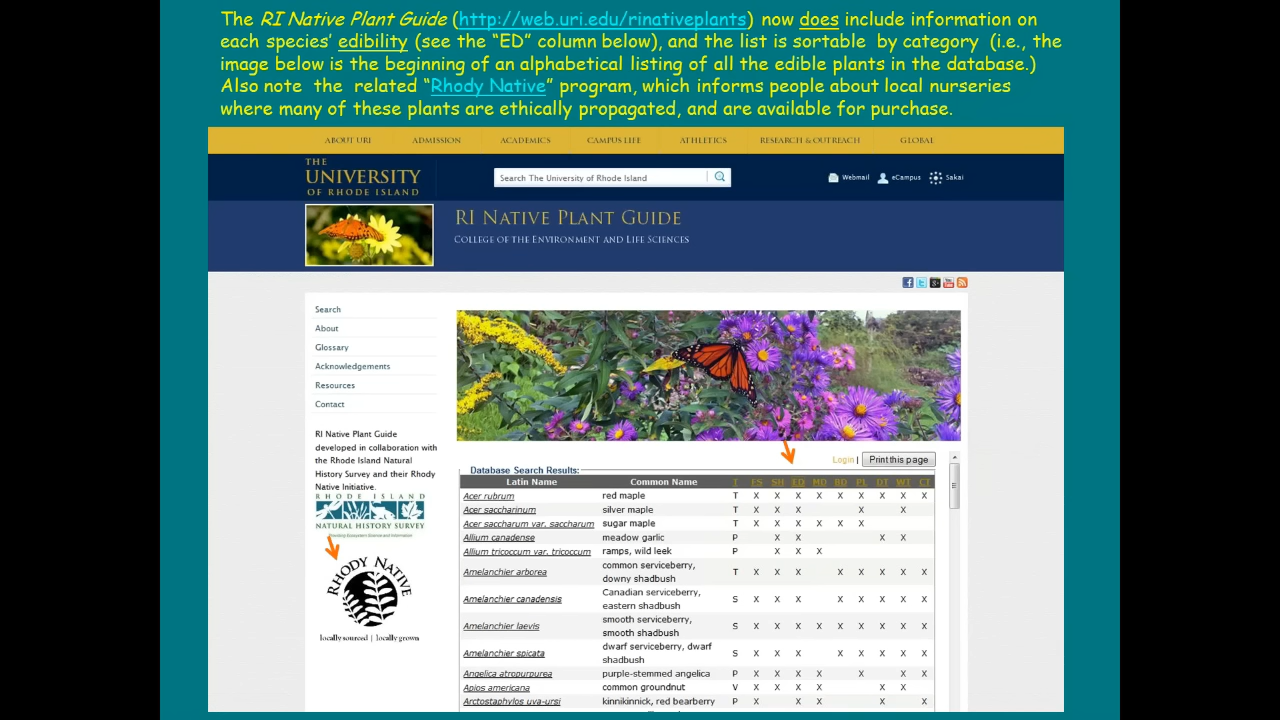 The RI Native Plant Guide (http://web.uri.edu/rinativeplants) now does include information on
each species' edibility (see the "ED" column below), and the list is sortable by category (i.e., the
image below is the beginning of an alphabetical listing of all the edible plants in the database.)
Also note the related "Rhody Native" program, which informs people about local nurseries
where many of these plants are ethically propagated, and are available for purchase.
ABOUT URI ADMISSION ACADEMICS CAMPUS LIFE ATHLETICS RESEARCH & OUTREACH GLOBAL
THE
UNIVERSITY
OF RHODE ISLAND
Search The University of Rhode Island
Webmail eCampus Sakai
RI NATIVE PLANT GUIDE
COLLEGE OF THE ENVIRONMENT AND LIFE SCIENCES
Search
About
Glossary
Acknowledgements
Resources
Contact
RI Native Plant Guide
developed in collaboration with
the Rhode Island Natural
History Survey and their Rhody
Native Initiative.
RHODE ISLAND
NATURAL HISTORY SURVEY
Providing Ecosystem Science and Information
RHODY NATIVE
locally sourced | locally grown
Login | Print this page
Database Search Results:
Latin Name Common Name T FS SH ED MO BD PL DT WT CT
Acer rubrum red maple T X X X X X X X X X
Acer saccharinum silver maple T X X X X X
Acer saccharum var. saccharum sugar maple T X X X X X X
Allium canadense meadow garlic P X X X X
Allium tricoccum var. tricoccum ramps, wild leek P X X X
Amelanchier arborea common serviceberry, downy shadbush T X X X X X X X X
Amelanchier canadensis Canadian serviceberry, eastern shadbush S X X X X X X X X
Amelanchier laevis smooth serviceberry, smooth shadbush S X X X X X X X X X
Amelanchier spicata dwarf serviceberry, dwarf shadbush S X X X X X X X X
Angelica atropurpurea purple-stemmed angelica P X X X X X X X
Apios americana common groundnut V X X X X X X
Arctostaphylos uva-ursi kinnikinnick, red bearberry P X X X X X